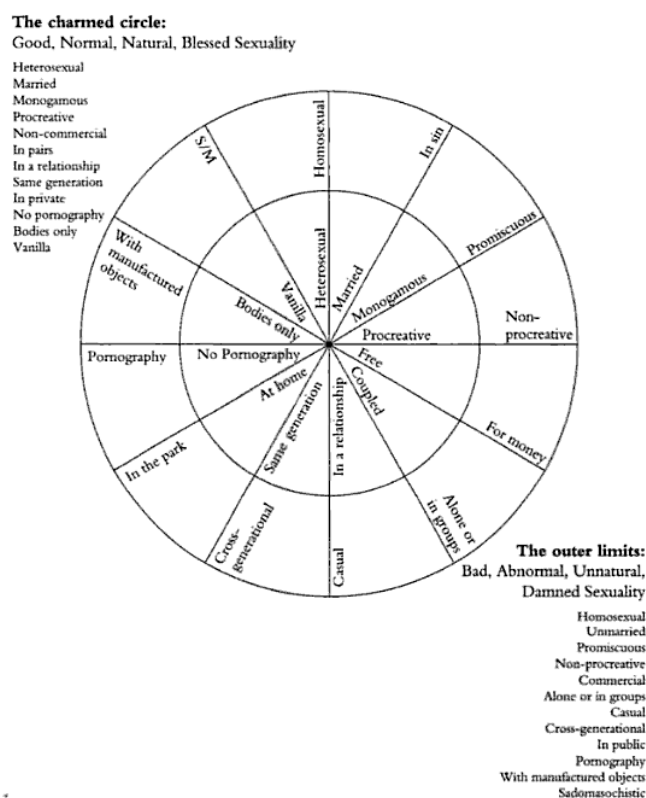 The charmed circle:
Good, Normal, Natural, Blessed Sexuality
Heterosexual
Married
Monogamous
Procreative
Non-commercial
In pairs
In a relationship
Same generation
In private
No pornography
Bodies only
Vanilla
Homosexual
In sin
Promiscuous
Non-
procreative
For money
Alone or
in groups
Casual
Cross-
generational
In the park
Pornography
With
manufactured
objects
S/M
Heterosexual
Married
Monogamous
Procreative
Free
Coupled
In a relationship
Same generation
At home
No Pornography
Bodies only
Vanilla
The outer limits:
Bad, Abnormal, Unnatural,
Damned Sexuality
Homosexual
Unmarried
Promiscuous
Non-procreative
Commercial
Alone or in groups
Casual
Cross-generational
In public
Pornography
With manufactured objects
Sadomasochistic